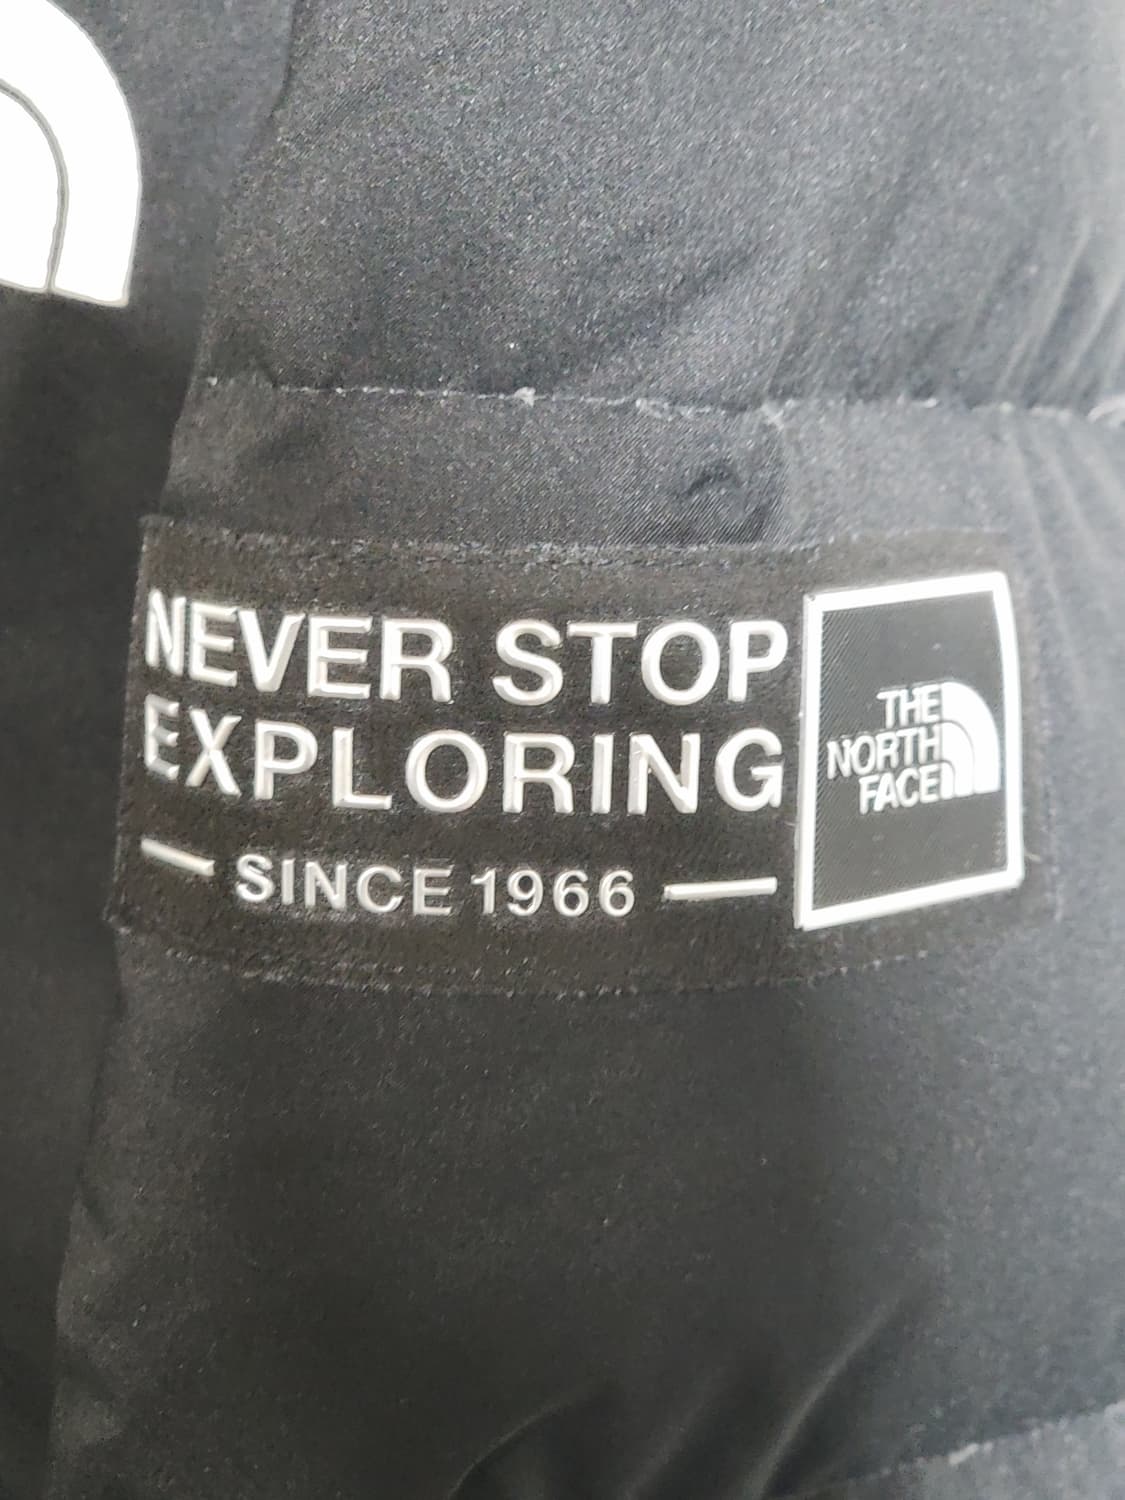 NEVER STOP
EXPLORING
— SINCE 1966 —
THE
NORTH
FACE